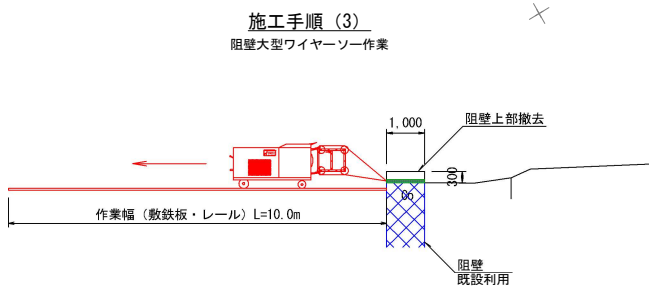 施工手順（3）
阻壁大型ワイヤーソー作業
1,000
阻壁上部撤去
300
Co
作業幅（敷鉄板・レール）L=10.0m
阻壁
既設利用